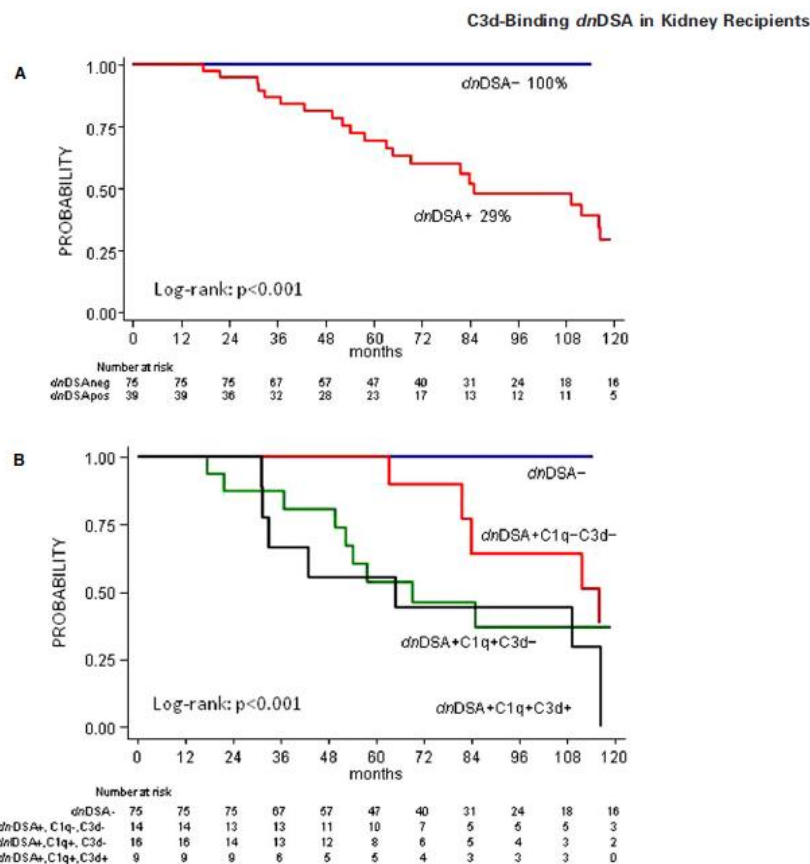 C3d-Binding dnDSA in Kidney Recipients
A
1.00
0.75
0.50
0.25
0.00
PROBABILITY
dnDSA− 100%
dnDSA+ 29%
Log-rank: p<0.001
0 12 24 36 48 60 72 84 96 108 120
months
Number at risk
dnDSAneg 75 75 75 67 57 47 40 31 24 18 16
dnDSApos 39 39 36 32 28 23 17 13 12 11 5
B
1.00
0.75
0.50
0.25
0.00
PROBABILITY
dnDSA−
dnDSA+C1q−C3d−
dnDSA+C1q+C3d−
dnDSA+C1q+C3d+
Log-rank: p<0.001
0 12 24 36 48 60 72 84 96 108 120
months
Number at risk
dnDSA- 75 75 75 67 57 47 40 31 24 18 16
dnDSA+, C1q-,C3d- 14 14 13 13 11 10 7 5 5 5 3
dnDSA+,C1q+, C3d- 16 16 14 13 12 8 6 5 4 3 2
dnDSA+,C1q+,C3d+ 9 9 9 6 5 5 4 3 3 3 0